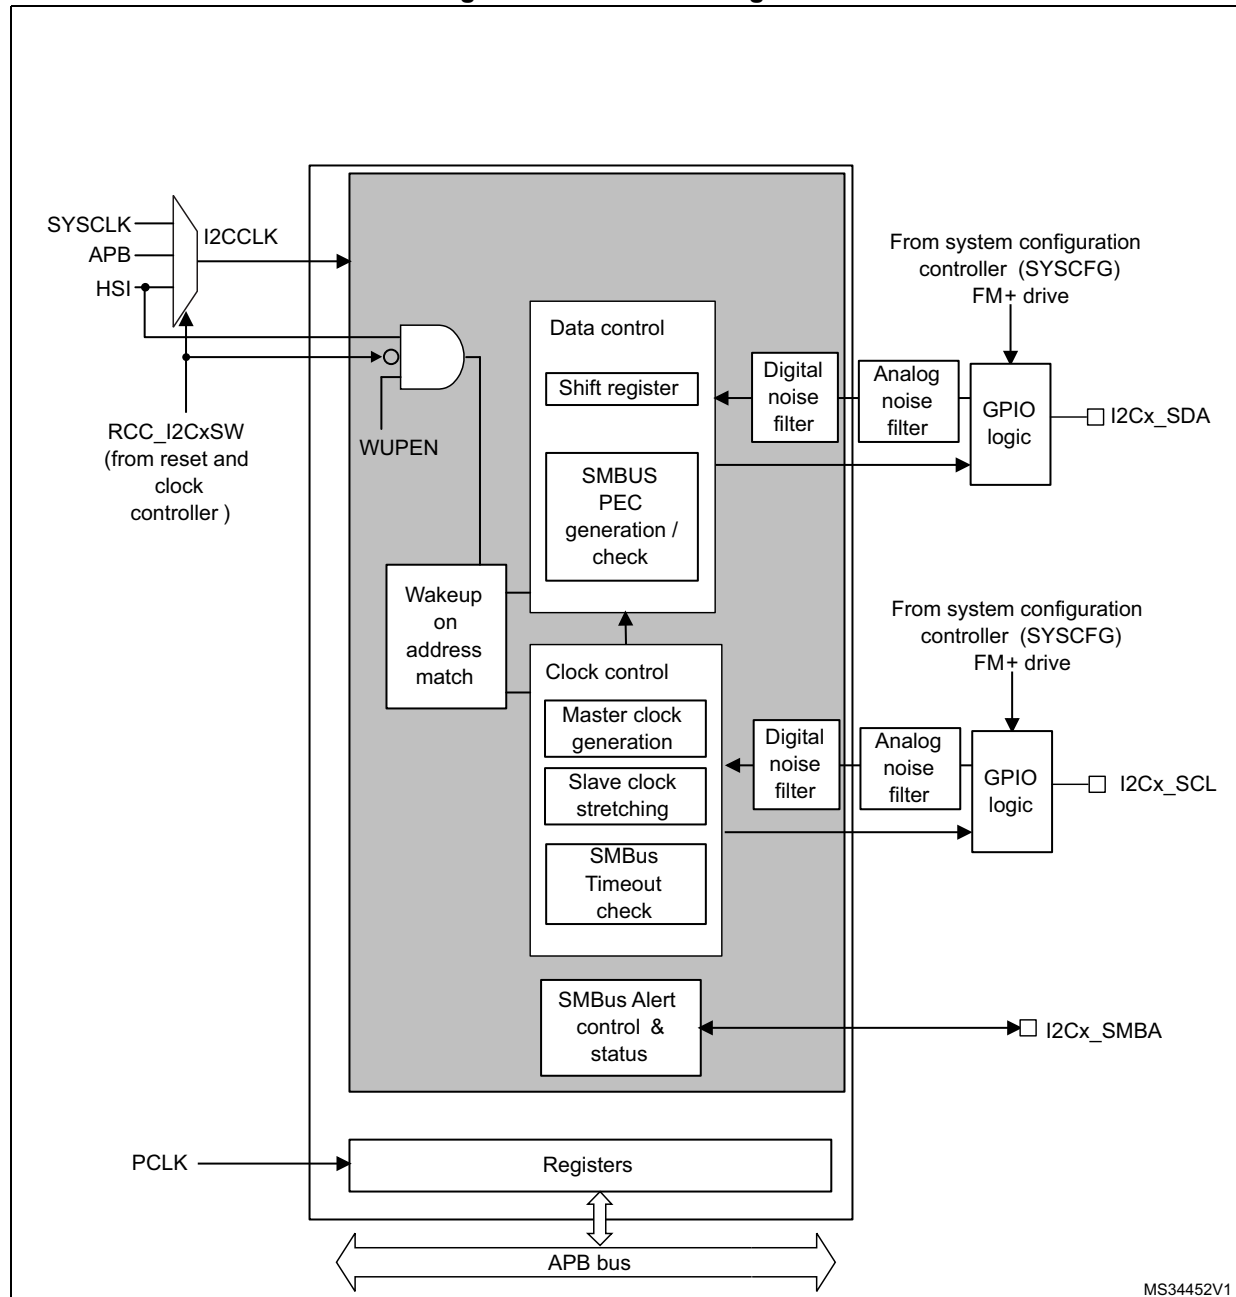 SYSCLK
APB
HSI
I2CCLK
RCC_I2CxSW
(from reset and
clock
controller )
WUPEN
Wakeup
on
address
match
Data control
Shift register
SMBUS
PEC
generation /
check
Clock control
Master clock
generation
Slave clock
stretching
SMBus
Timeout
check
SMBus Alert
control &
status
Digital
noise
filter
Analog
noise
filter
From system configuration
controller (SYSCFG)
FM+ drive
GPIO
logic
I2Cx_SDA
Digital
noise
filter
Analog
noise
filter
From system configuration
controller (SYSCFG)
FM+ drive
GPIO
logic
I2Cx_SCL
I2Cx_SMBA
PCLK
Registers
APB bus
MS34452V1